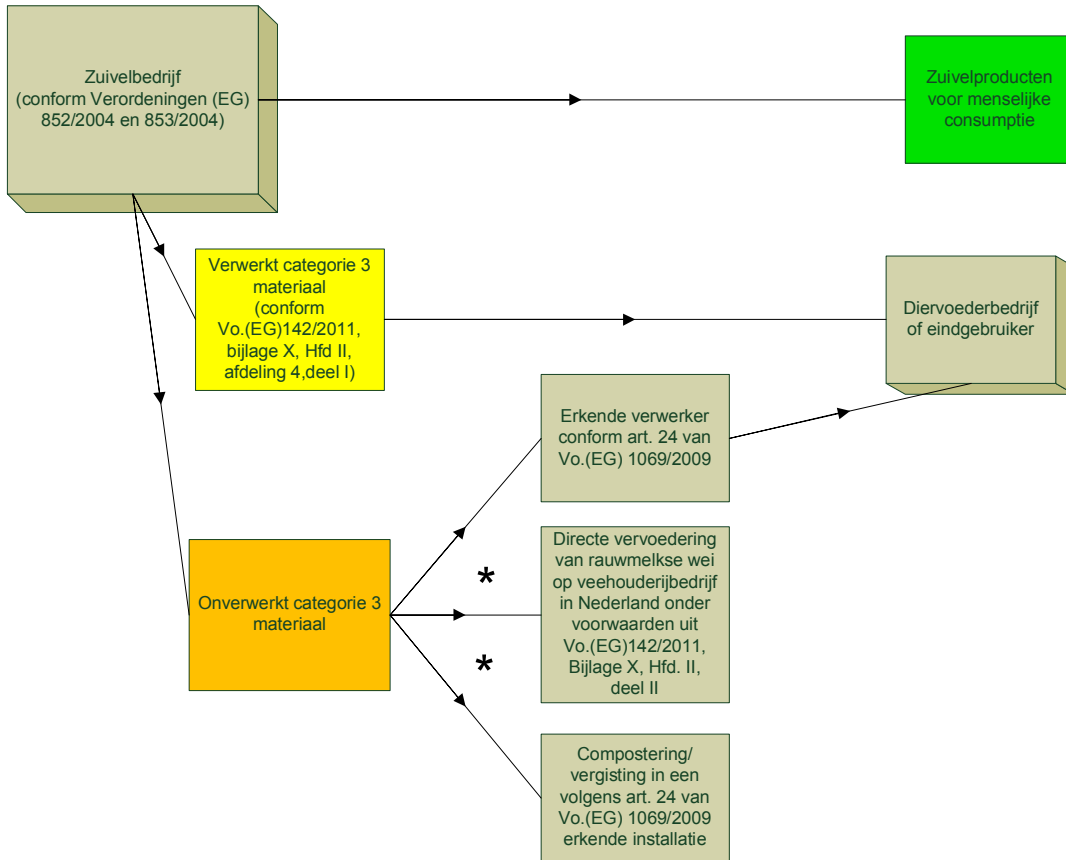 Zuivelbedrijf
(conform Verordeningen (EG)
852/2004 en 853/2004)
Zuivelproducten
voor menselijke
consumptie
Verwerkt categorie 3
materiaal
(conform
Vo.(EG)142/2011,
bijlage X, Hfd II,
afdeling 4,deel I)
Diervoederbedrijf
of eindgebruiker
Erkende verwerker
conform art. 24 van
Vo.(EG) 1069/2009
Onverwerkt categorie 3
materiaal
*
Directe vervoedering
van rauwmelkse wei
op veehouderijbedrijf
in Nederland onder
voorwaarden uit
Vo.(EG)142/2011,
Bijlage X, Hfd. II,
deel II
*
Compostering/
vergisting in een
volgens art. 24 van
Vo.(EG) 1069/2009
erkende installatie